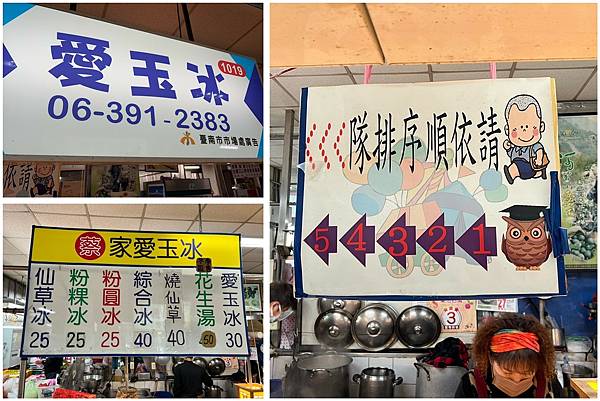 愛玉冰
1019
06-391-2383
臺南市市場處廣告
蔡家愛玉冰
仙草冰 25
粉粿冰 25
粉圓冰 25
綜合冰 40
燒仙草 40
花生湯 50
愛玉冰 30
請依順序排隊
5 4 3 2 1
3